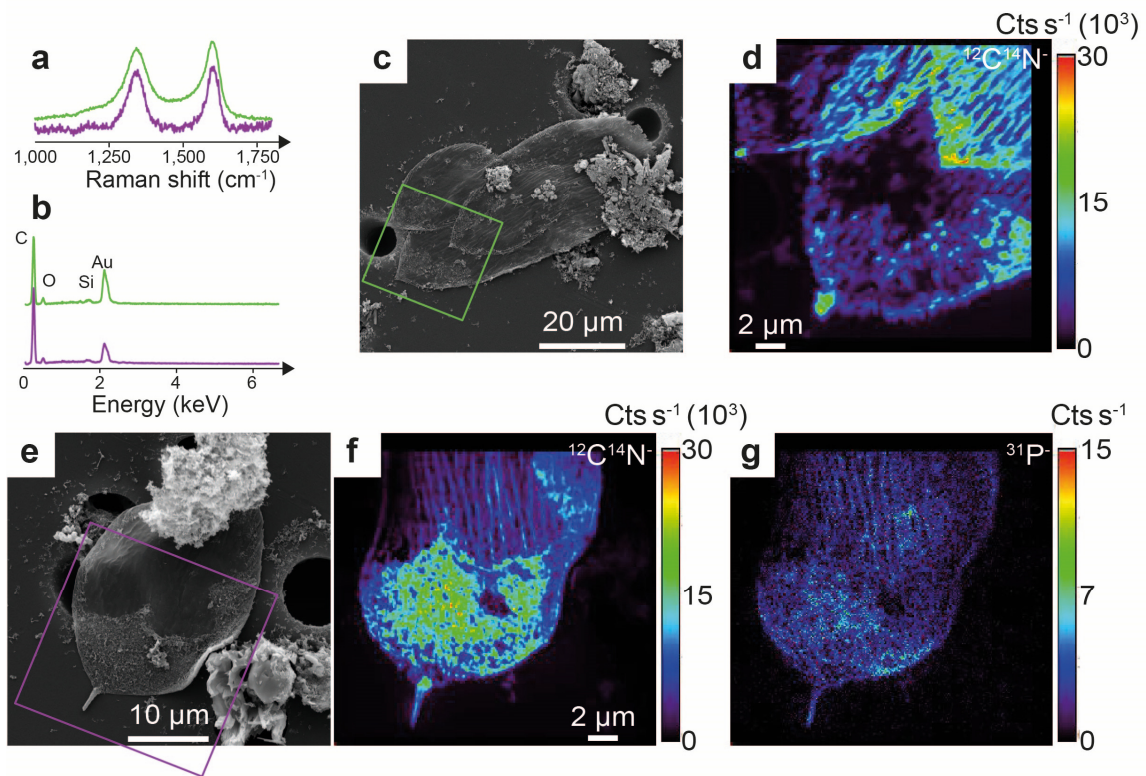 a
1,000 1,250 1,500 1,750
Raman shift (cm⁻¹)
b
C
O
Si
Au
0 2 4 6
Energy (keV)
c
20 µm
d
¹²C¹⁴N⁻
2 µm
Cts s⁻¹ (10³)
30
15
0
e
10 µm
f
¹²C¹⁴N⁻
2 µm
Cts s⁻¹ (10³)
30
15
0
g
³¹P⁻
Cts s⁻¹
15
7
0